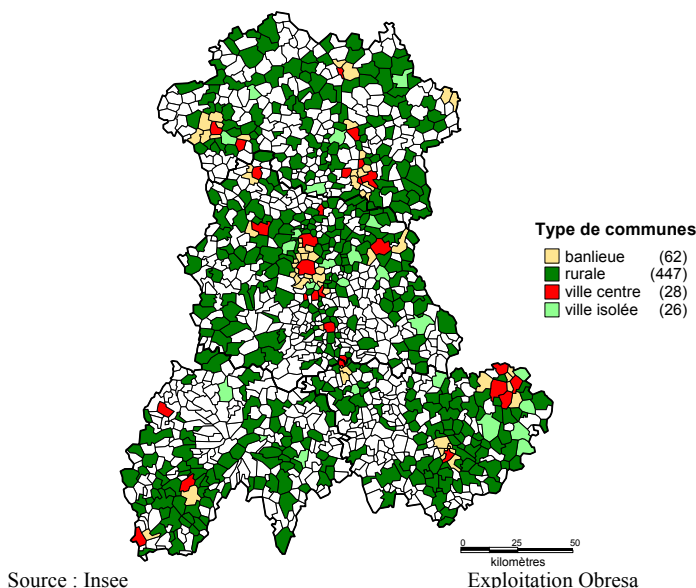 Type de communes
banlieue (62)
rurale (447)
ville centre (28)
ville isolée (26)
0 25 50
kilomètres
Source : Insee Exploitation Obresa